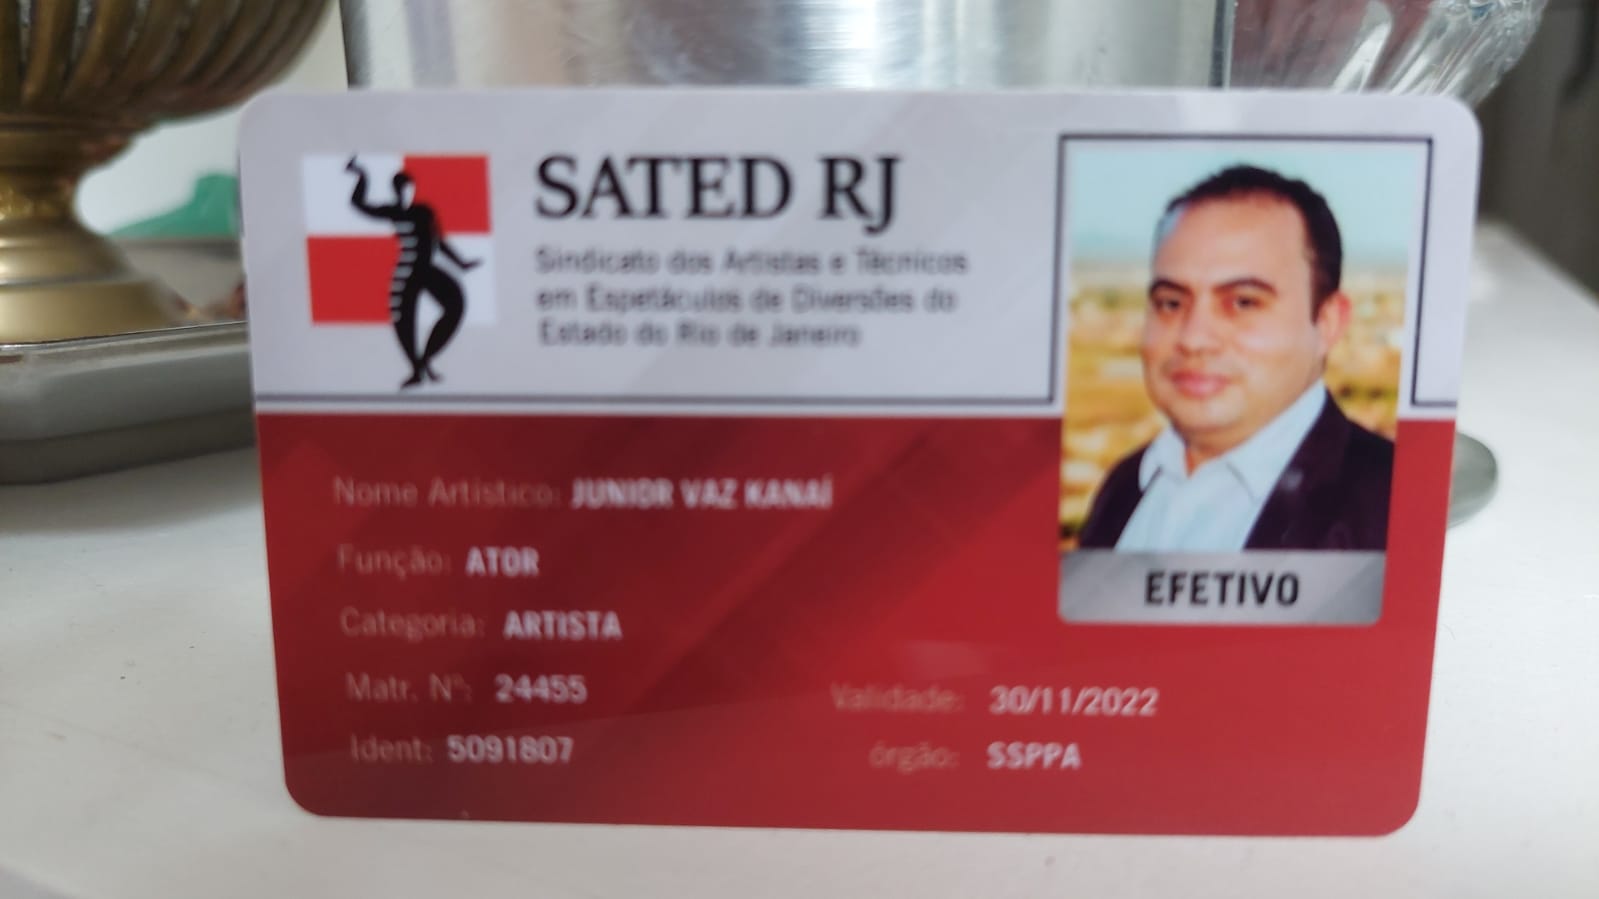 SATED RJ
Sindicato dos Artistas e Técnicos
em Espetáculos de Diversões do
Estado do Rio de Janeiro
Nome Artístico: JUNIOR VAZ KANAÍ
Função: ATOR
EFETIVO
Categoria: ARTISTA
Matr. Nº: 24455
Validade: 30/11/2022
Ident: 5091807
órgão: SSPPA